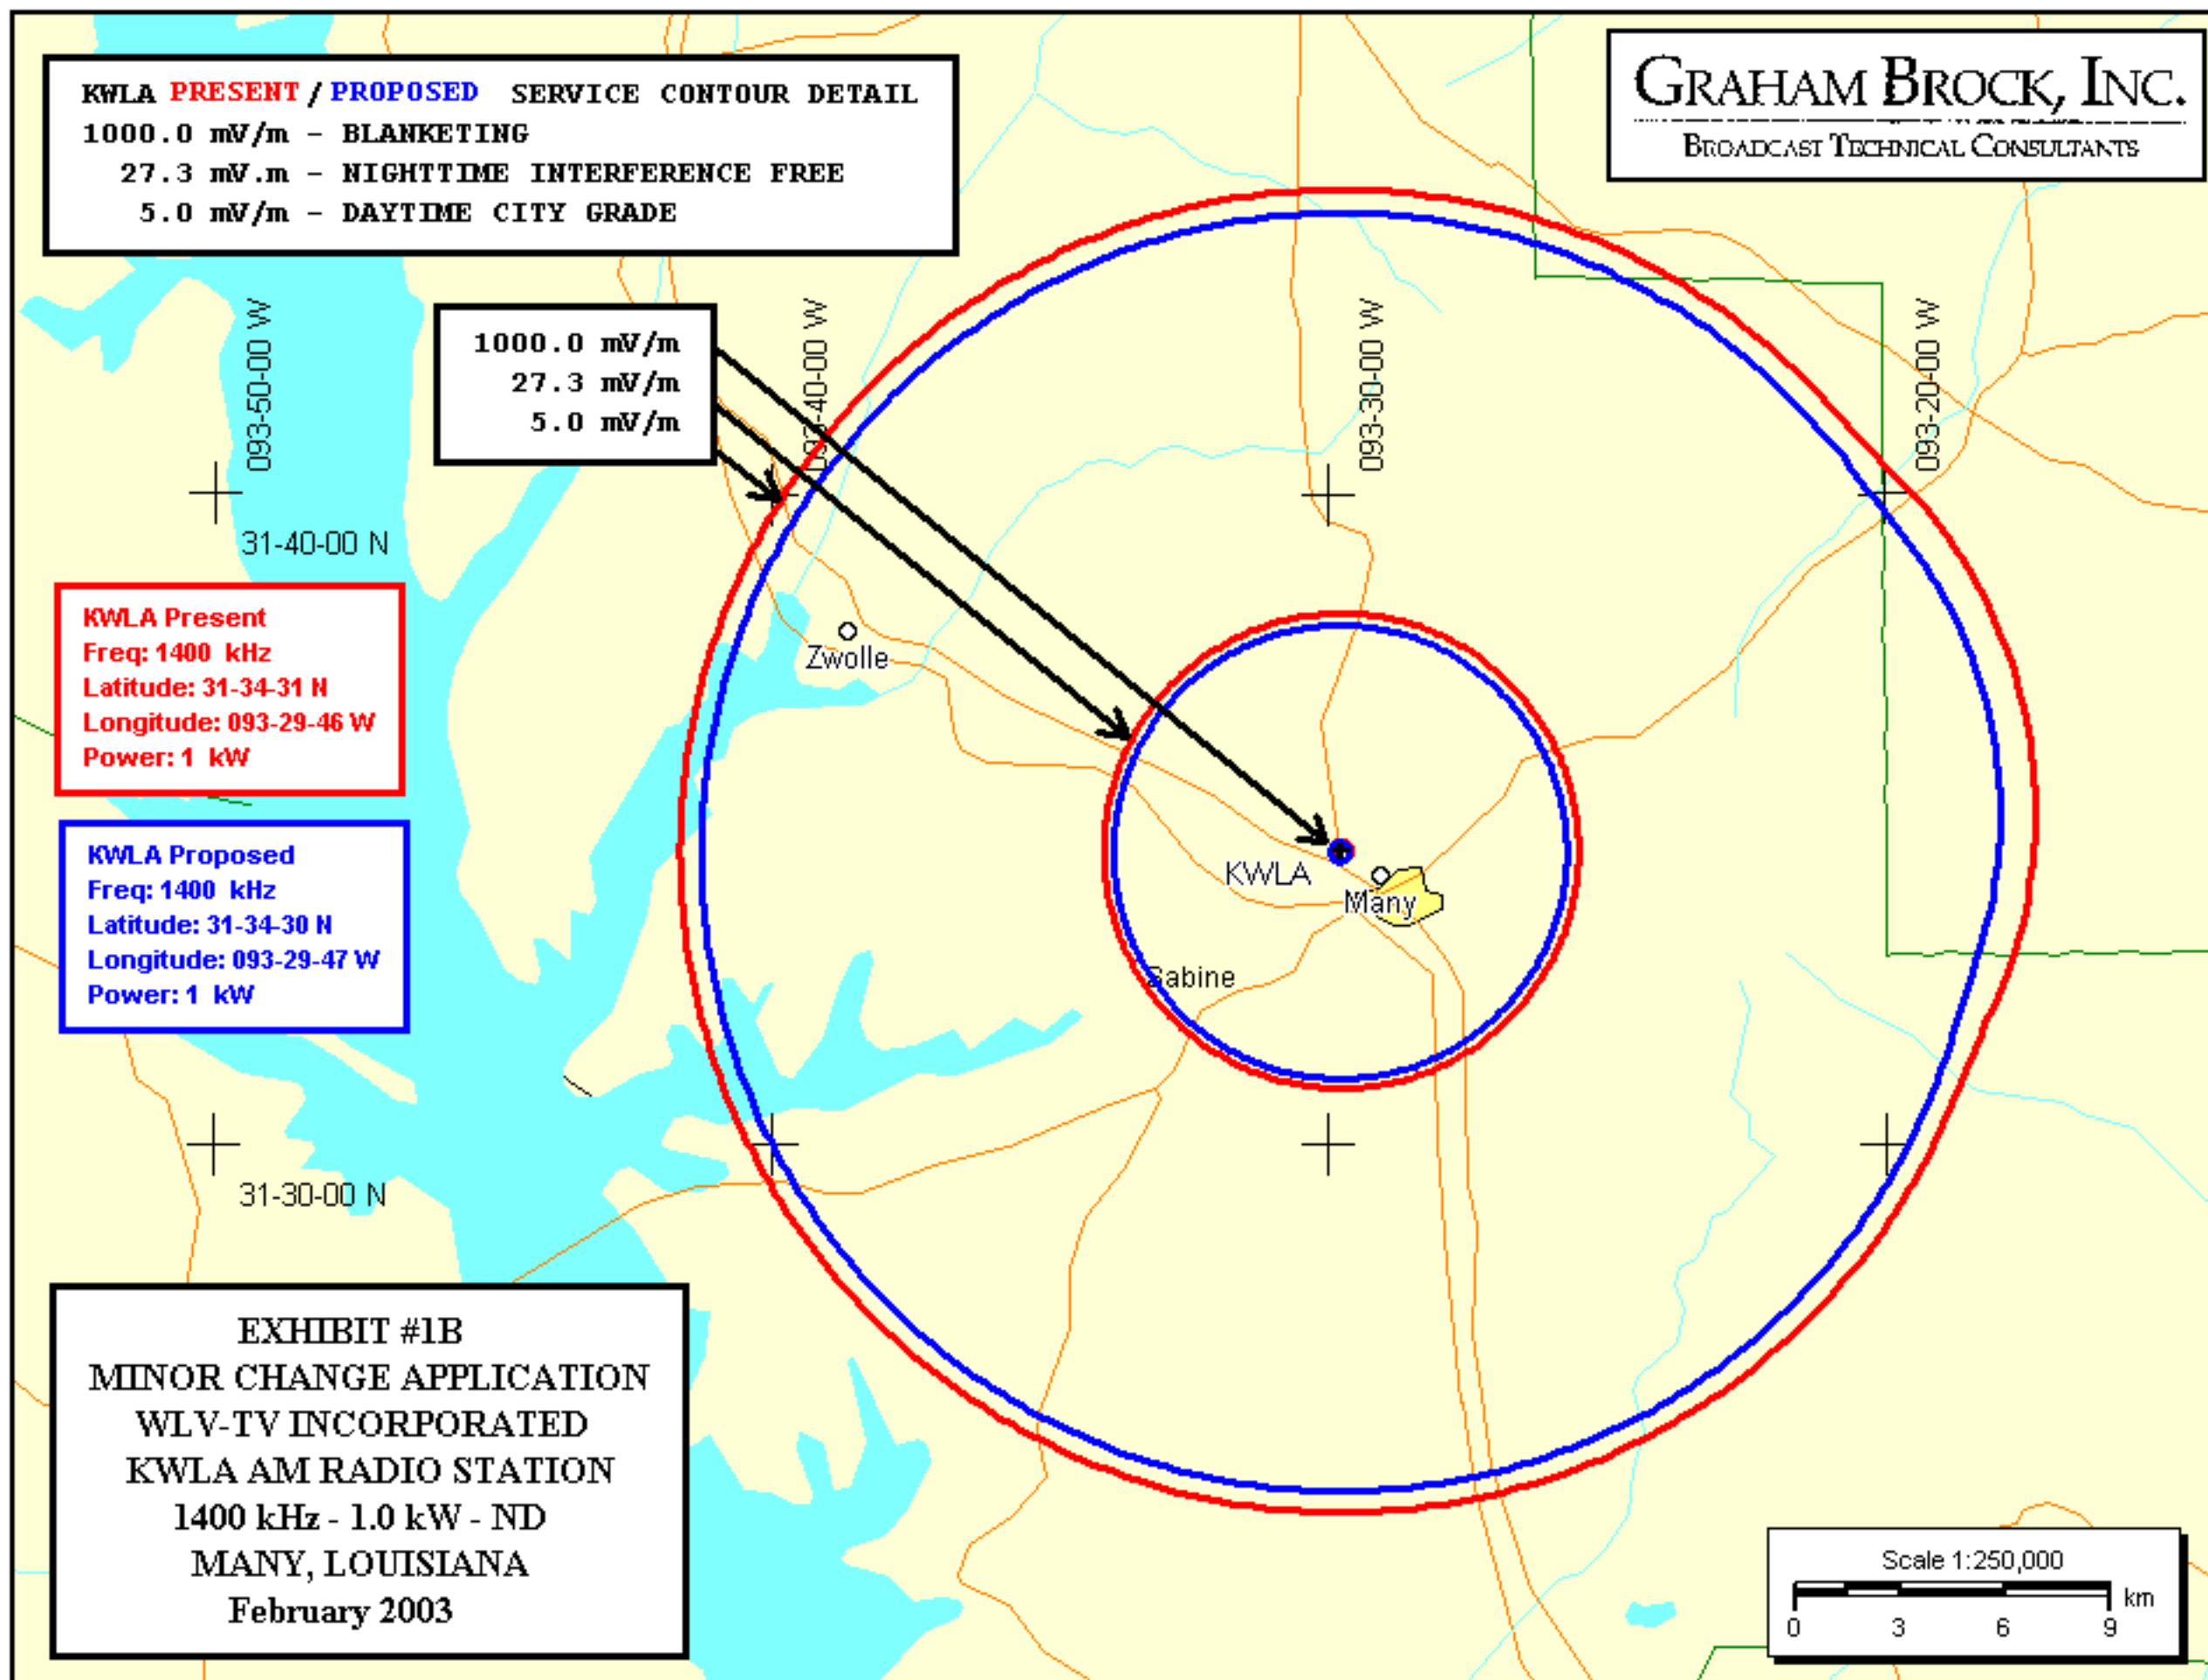 KWLA PRESENT / PROPOSED SERVICE CONTOUR DETAIL
1000.0 mV/m - BLANKETING
27.3 mV.m - NIGHTTIME INTERFERENCE FREE
5.0 mV/m - DAYTIME CITY GRADE
GRAHAM BROCK, INC.
BROADCAST TECHNICAL CONSULTANTS
1000.0 mV/m
27.3 mV/m
5.0 mV/m
093-50-00 W
093-40-00 W
093-30-00 W
093-20-00 W
31-40-00 N
KWLA Present
Freq: 1400 kHz
Latitude: 31-34-31 N
Longitude: 093-29-46 W
Power: 1 kW
Zwolle
KWLA Proposed
Freq: 1400 kHz
Latitude: 31-34-30 N
Longitude: 093-29-47 W
Power: 1 kW
KWLA
Many
Sabine
31-30-00 N
EXHIBIT #1B
MINOR CHANGE APPLICATION
WLV-TV INCORPORATED
KWLA AM RADIO STATION
1400 kHz - 1.0 kW - ND
MANY, LOUISIANA
February 2003
Scale 1:250,000
km
0 3 6 9